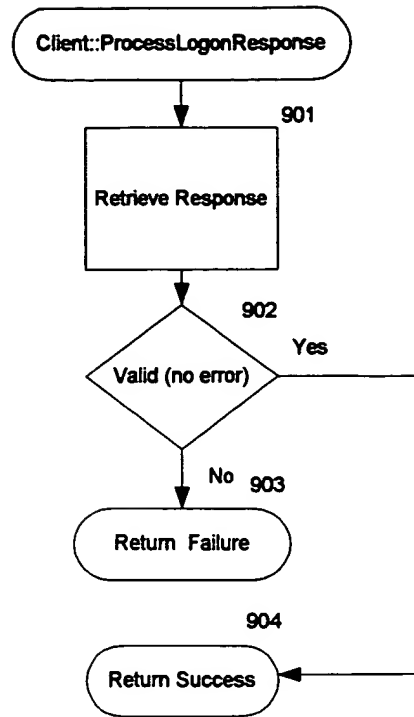 Client::ProcessLogonResponse
901
Retrieve Response
902
Yes
Valid (no error)
No
903
Return Failure
904
Return Success